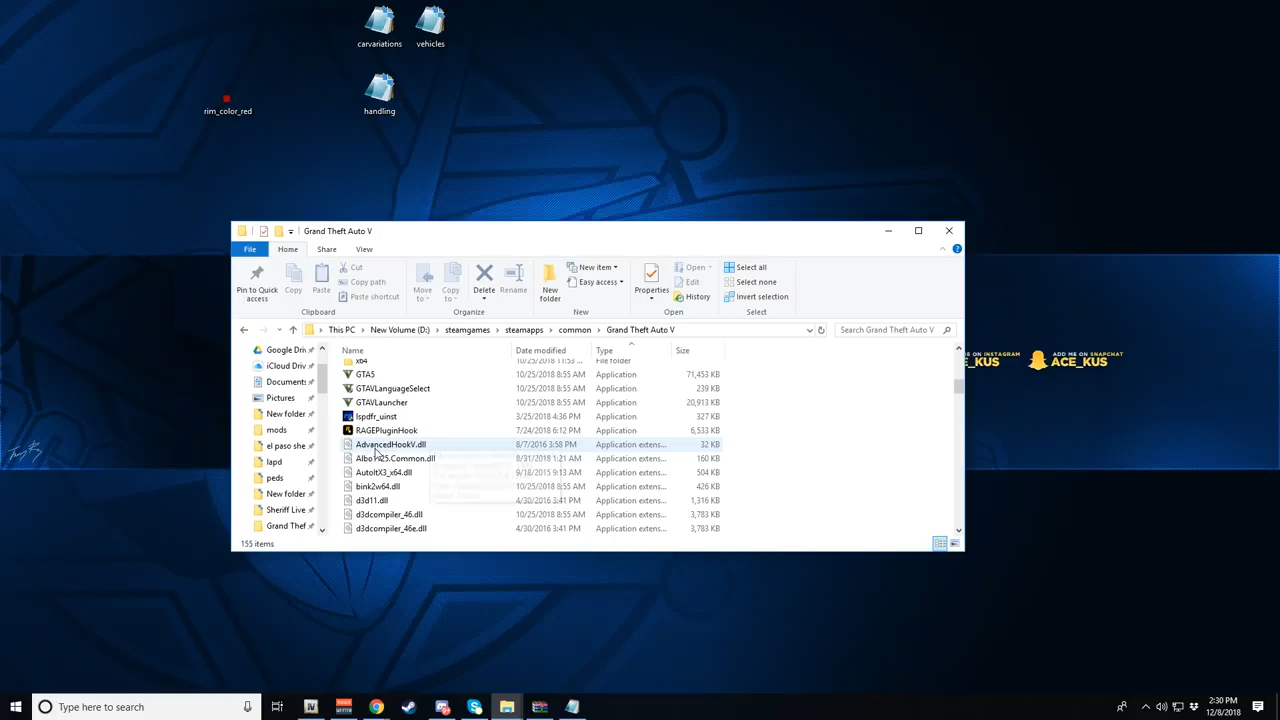 carvariations
vehicles
rim_color_red
handling
Grand Theft Auto V
File
Home
Share
View
Pin to Quick access
Copy
Paste
Cut
Copy path
Paste shortcut
Clipboard
Move to
Copy to
Delete
Rename
Organize
New folder
New item
Easy access
New
Properties
Open
Edit
History
Open
Select all
Select none
Invert selection
Select
This PC > New Volume (D:) > steamgames > steamapps > common > Grand Theft Auto V
Search Grand Theft Auto V
Name Date modified Type Size
Google Driv
iCloud Driv
Documents
Pictures
New folder
mods
el paso she
lapd
peds
New folder
Sheriff Live
Grand Thef
x64 10/25/2018 11:53 ... File folder
GTA5 10/25/2018 8:55 AM Application 71,453 KB
GTAVLanguageSelect 10/25/2018 8:55 AM Application 239 KB
GTAVLauncher 10/25/2018 8:55 AM Application 20,913 KB
lspdfr_uinst 3/25/2018 4:36 PM Application 327 KB
RAGEPluginHook 7/24/2018 6:12 PM Application 6,533 KB
AdvancedHookV.dll 8/7/2016 3:58 PM Application extens... 32 KB
Albo1125.Common.dll 8/31/2018 1:21 AM Application extens... 160 KB
AutoItX3_x64.dll 9/18/2015 9:13 AM Application extens... 504 KB
bink2w64.dll 10/25/2018 8:55 AM Application extens... 426 KB
d3d11.dll 4/30/2016 3:41 PM Application extens... 1,316 KB
d3dcompiler_46.dll 10/25/2018 8:55 AM Application extens... 3,783 KB
d3dcompiler_46e.dll 4/30/2016 3:41 PM Application extens... 3,783 KB
155 items
ME ON INSTAGRAM
_KUS
ADD ME ON SNAPCHAT
ACE_KUS
Type here to search
2:30 PM
12/8/2018